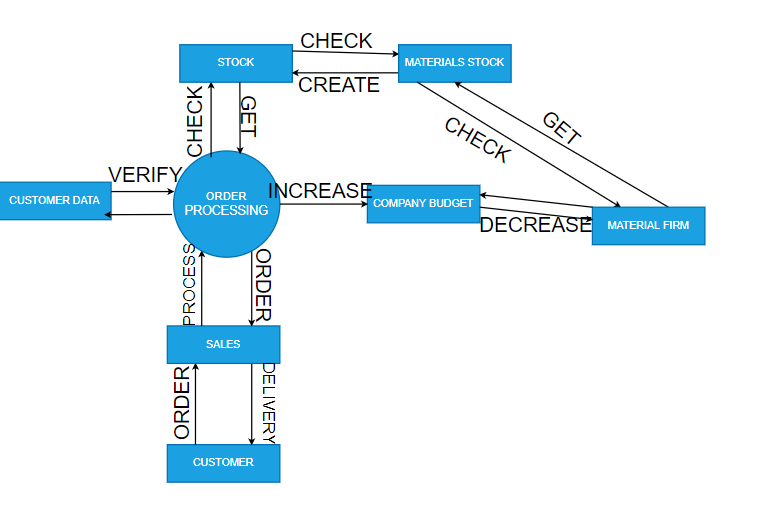 CHECK
STOCK
MATERIALS STOCK
CREATE
CHECK
GET
CHECK
GET
VERIFY
CUSTOMER DATA
ORDER
PROCESSING
INCREASE
COMPANY BUDGET
DECREASE
MATERIAL FIRM
PROCESS
ORDER
SALES
ORDER
DELIVERY
CUSTOMER